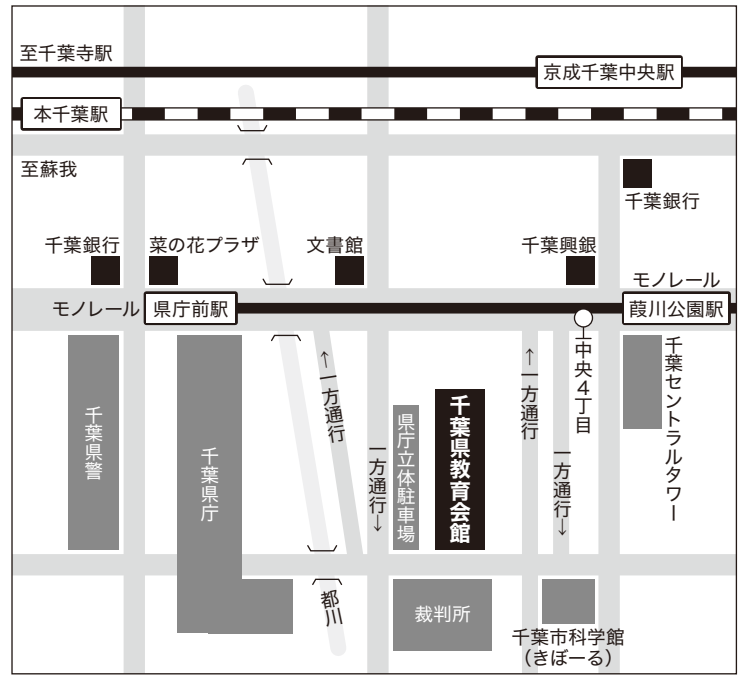 至千葉寺駅
京成千葉中央駅
本千葉駅
至蘇我
千葉銀行
千葉銀行
菜の花プラザ
文書館
千葉興銀
モノレール
モノレール
県庁前駅
葭川公園駅
中央4丁目
千葉セントラルタワー
千葉県警
千葉県庁
←一方通行
一方通行→
県庁立体駐車場
千葉県教育会館
←一方通行
一方通行→
都川
裁判所
千葉市科学館
（きぼーる）